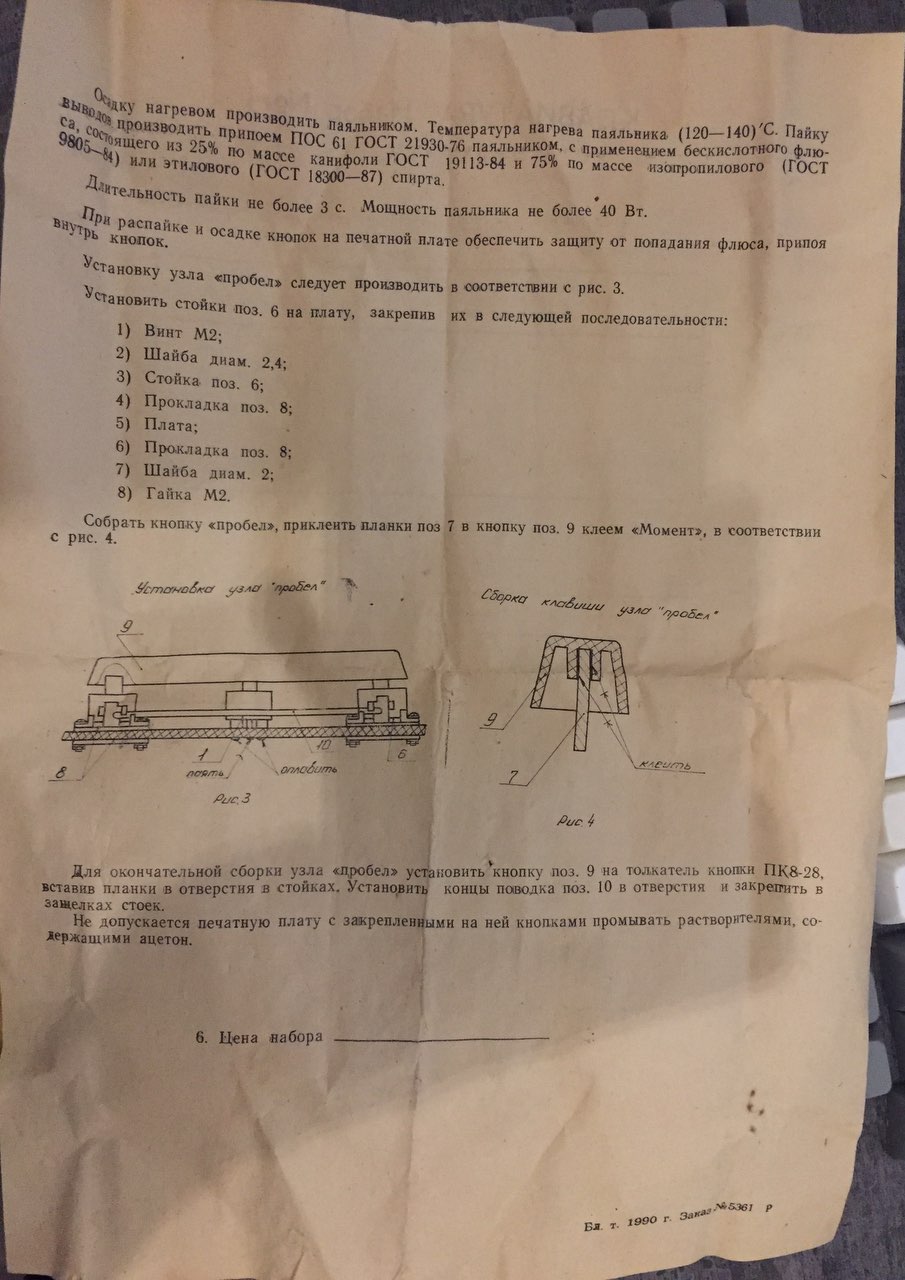 Осадку нагревом производить паяльником. Температура нагрева паяльника (120—140)°С. Пайку
выводов производить припоем ПОС 61 ГОСТ 21930-76 паяльником, с применением бескислотного флю-
са, состоящего из 25% по массе канифоли ГОСТ 19113-84 и 75% по массе изопропилового (ГОСТ
9805—84) или этилового (ГОСТ 18300—87) спирта.
Длительность пайки не более 3 с. Мощность паяльника не более 40 Вт.
При распайке и осадке кнопок на печатной плате обеспечить защиту от попадания флюса, припоя
внутрь кнопок.
Установку узла «пробел» следует производить в соответствии с рис. 3.
Установить стойки поз. 6 на плату, закрепив их в следующей последовательности:
1) Винт М2;
2) Шайба диам. 2,4;
3) Стойка поз. 6;
4) Прокладка поз. 8;
5) Плата;
6) Прокладка поз. 8;
7) Шайба диам. 2;
8) Гайка М2.
Собрать кнопку «пробел», приклеить планки поз 7 в кнопку поз. 9 клеем «Момент», в соответствии
с рис. 4.
Установка узла "пробел"
9
8
1
10
6
паять
оплавить
Рис. 3
Сборка клавиши узла "пробел"
9
7
клеить
Рис. 4
Для окончательной сборки узла «пробел» установить кнопку поз. 9 на толкатель кнопки ПК8-28,
вставив планки в отверстия в стойках. Установить концы поводка поз. 10 в отверстия и закрепить в
защелках стоек.
Не допускается печатную плату с закрепленными на ней кнопками промывать растворителями, со-
держащими ацетон.
6. Цена набора
Бл. т. 1990 г. Заказ №5361 р